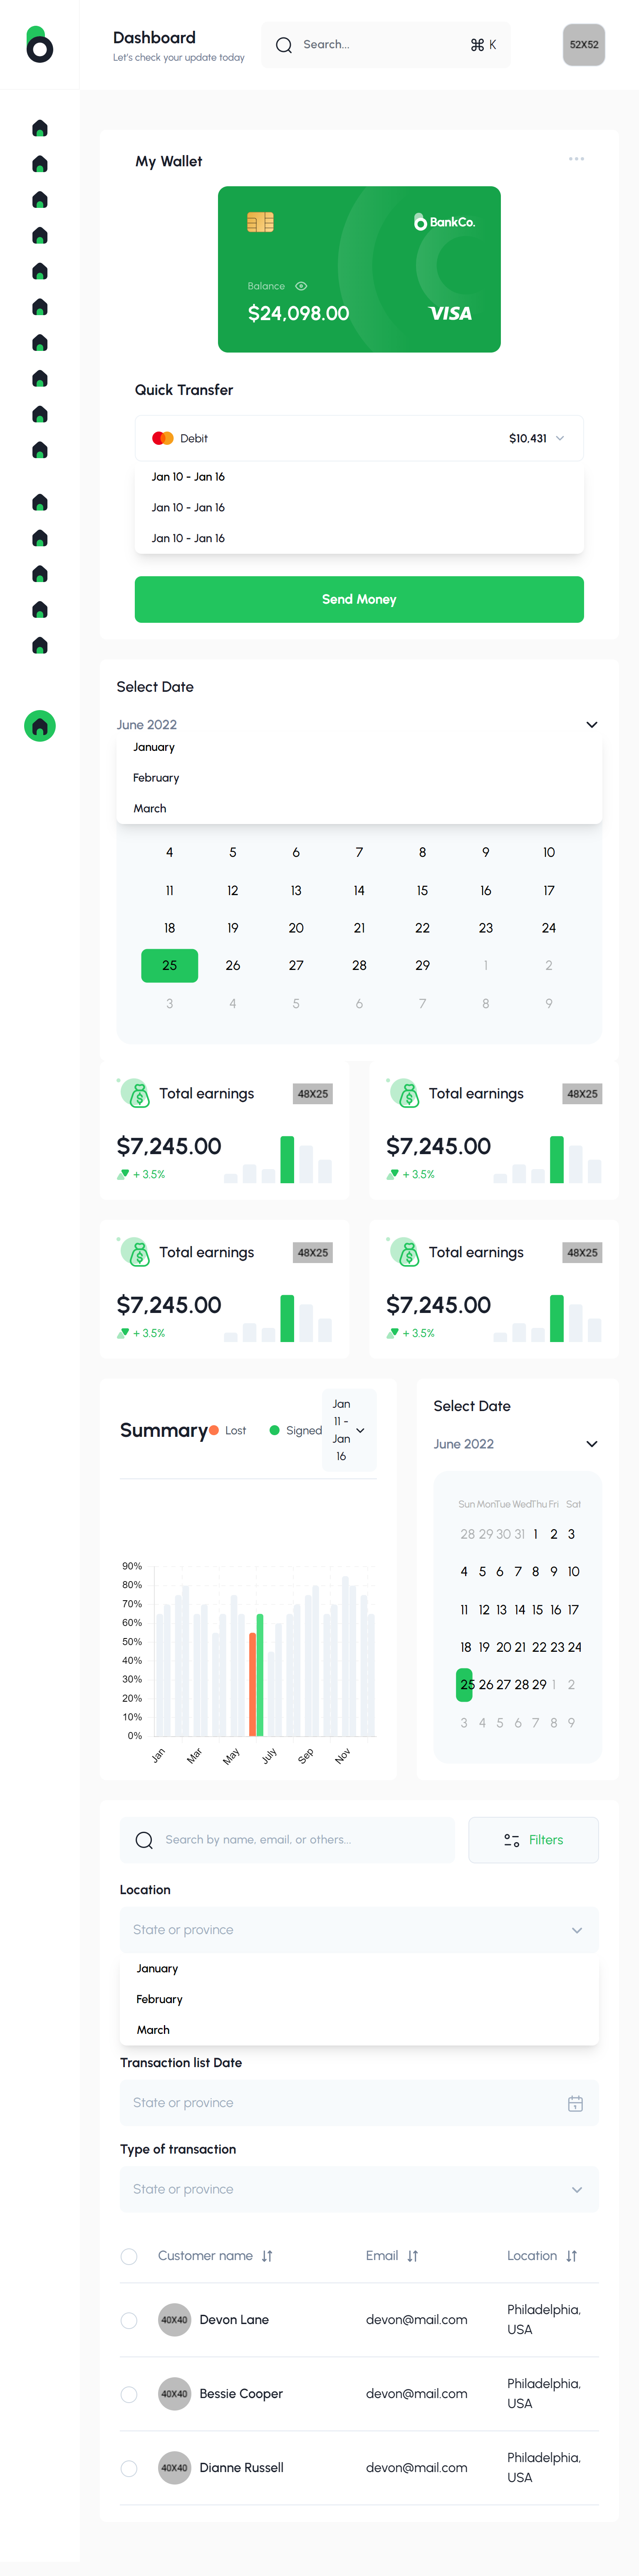 Dashboard
Let's check your update today
Search...
⌘ K
52X52
My Wallet
BankCo.
Balance
$24,098.00
VISA
Quick Transfer
Debit
$10,431
Jan 10 - Jan 16
Jan 10 - Jan 16
Jan 10 - Jan 16
Send Money
Select Date
June 2022
January
February
March
4 5 6 7 8 9 10
11 12 13 14 15 16 17
18 19 20 21 22 23 24
25 26 27 28 29 1 2
3 4 5 6 7 8 9
Total earnings
48X25
$7,245.00
+ 3.5%
Total earnings
48X25
$7,245.00
+ 3.5%
Total earnings
48X25
$7,245.00
+ 3.5%
Total earnings
48X25
$7,245.00
+ 3.5%
Summary
Lost
Signed
Jan
11 -
Jan
16
90%
80%
70%
60%
50%
40%
30%
20%
10%
0%
Jan
Mar
May
July
Sep
Nov
Select Date
June 2022
Sun Mon Tue Wed Thu Fri Sat
28 29 30 31 1 2 3
4 5 6 7 8 9 10
11 12 13 14 15 16 17
18 19 20 21 22 23 24
25 26 27 28 29 1 2
3 4 5 6 7 8 9
Search by name, email, or others...
Filters
Location
State or province
January
February
March
Transaction list Date
State or province
Type of transaction
State or province
Customer name
Email
Location
40X40
Devon Lane
devon@mail.com
Philadelphia,
USA
40X40
Bessie Cooper
devon@mail.com
Philadelphia,
USA
40X40
Dianne Russell
devon@mail.com
Philadelphia,
USA